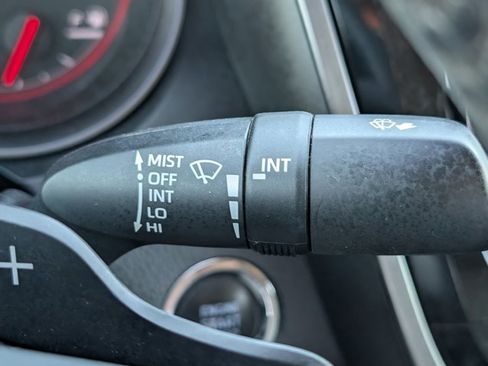 MIST
OFF
INT
LO
HI
INT
+